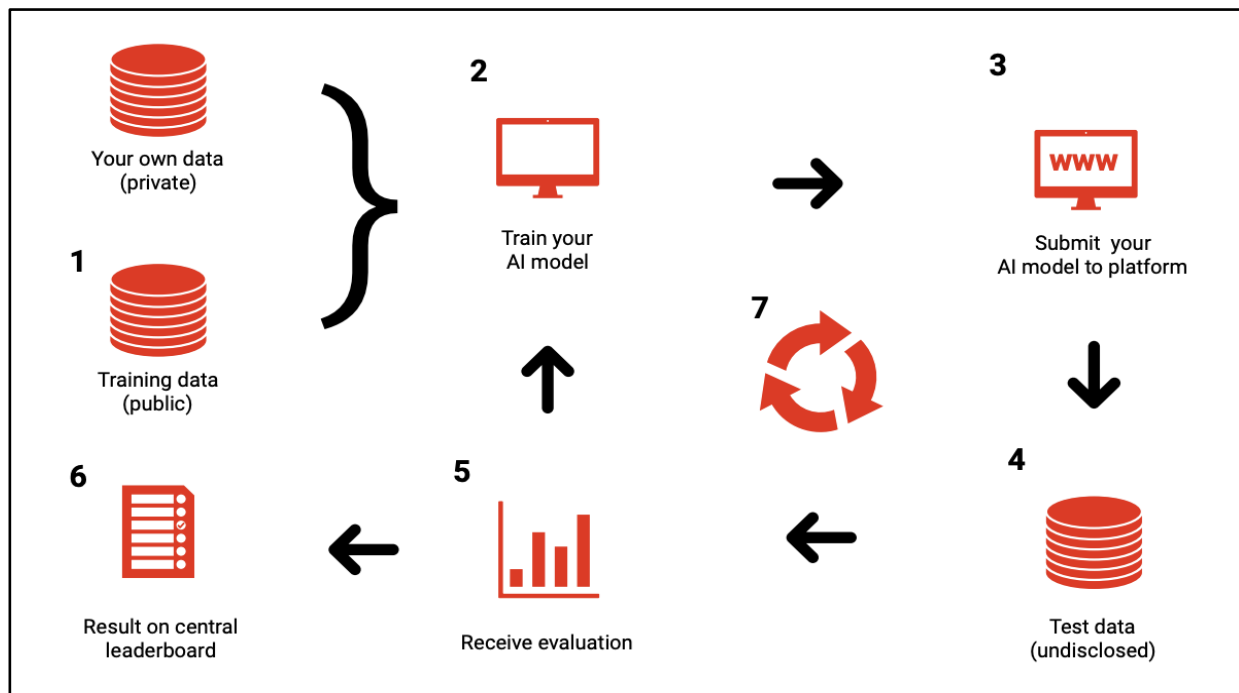 Your own data
(private)
1
Training data
(public)
2
Train your
AI model
3
www
Submit your
AI model to platform
7
4
Test data
(undisclosed)
5
Receive evaluation
6
Result on central
leaderboard